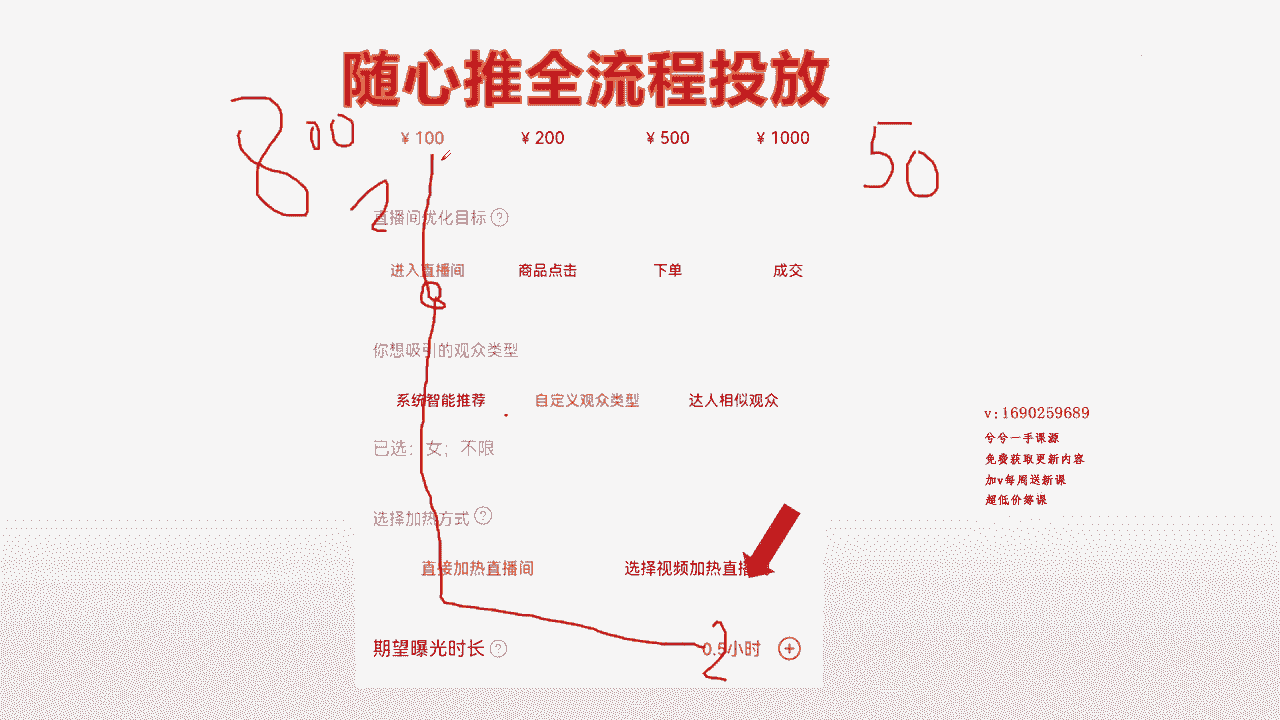 随心推全流程投放
800 ¥ 100 ¥ 200 ¥ 500 ¥ 1000 50
2
直播间优化目标 ?
进入直播间 商品点击 下单 成交
你想吸引的观众类型
系统智能推荐 自定义观众类型 达人相似观众
已选：女；不限
选择加热方式 ?
直接加热直播间 选择视频加热直播
期望曝光时长 ? 0.5小时 +
2
v:1690259689
兮兮一手课源
免费获取更新内容
加v每周送新课
超低价筹课